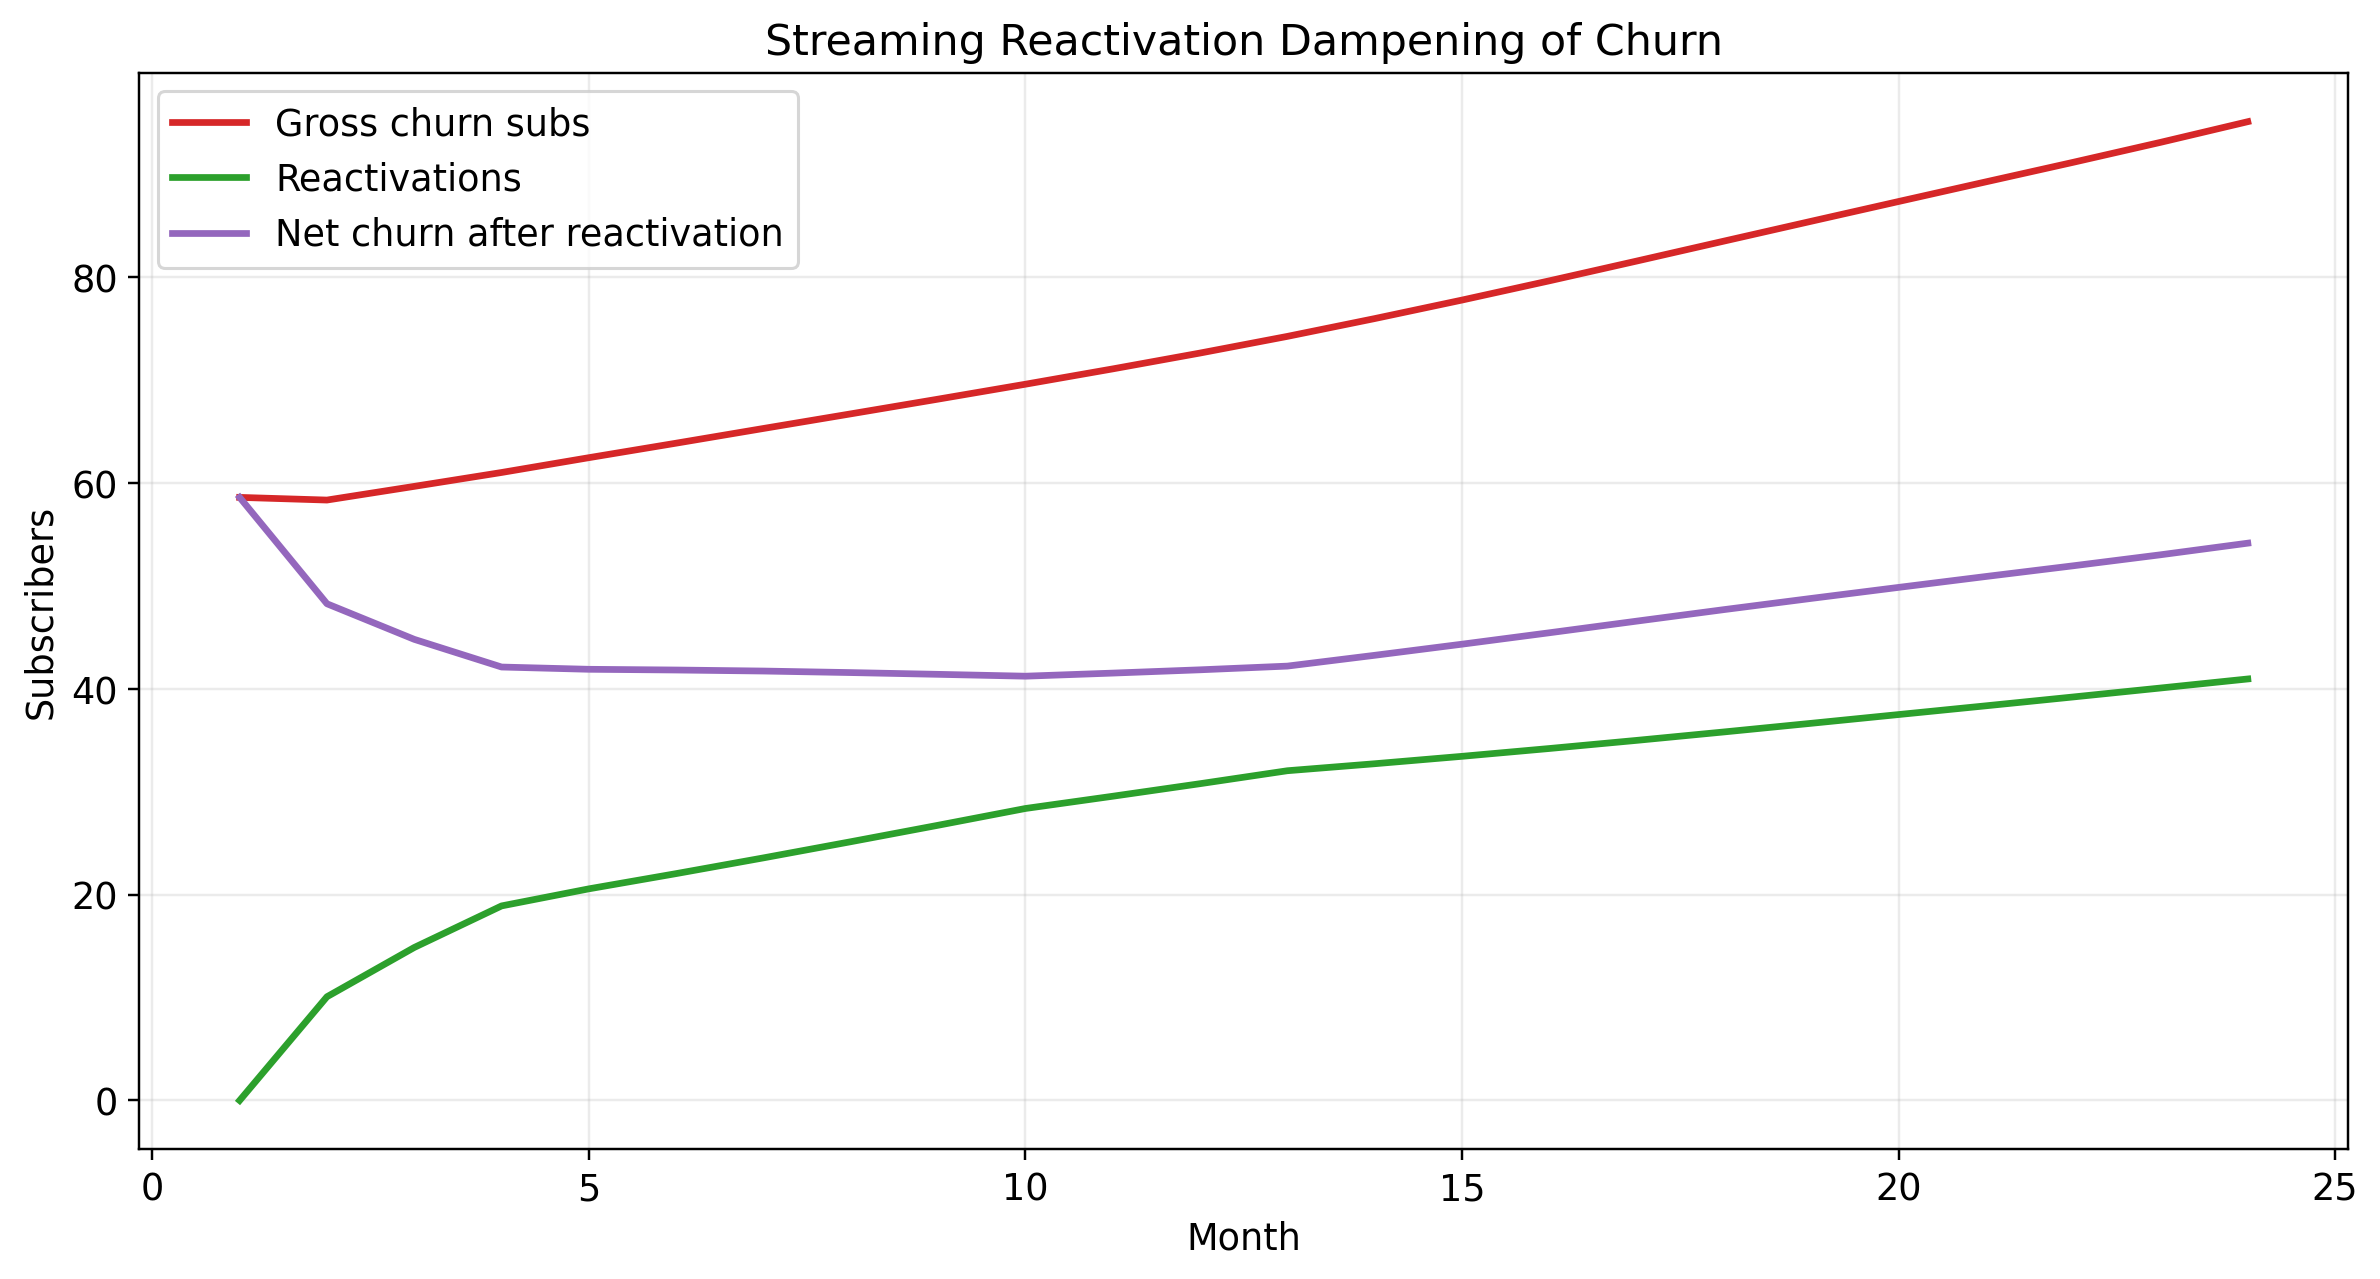 Streaming Reactivation Dampening of Churn
Gross churn subs
Reactivations
Net churn after reactivation
80
60
40
20
0
Subscribers
0 5 10 15 20 25
Month